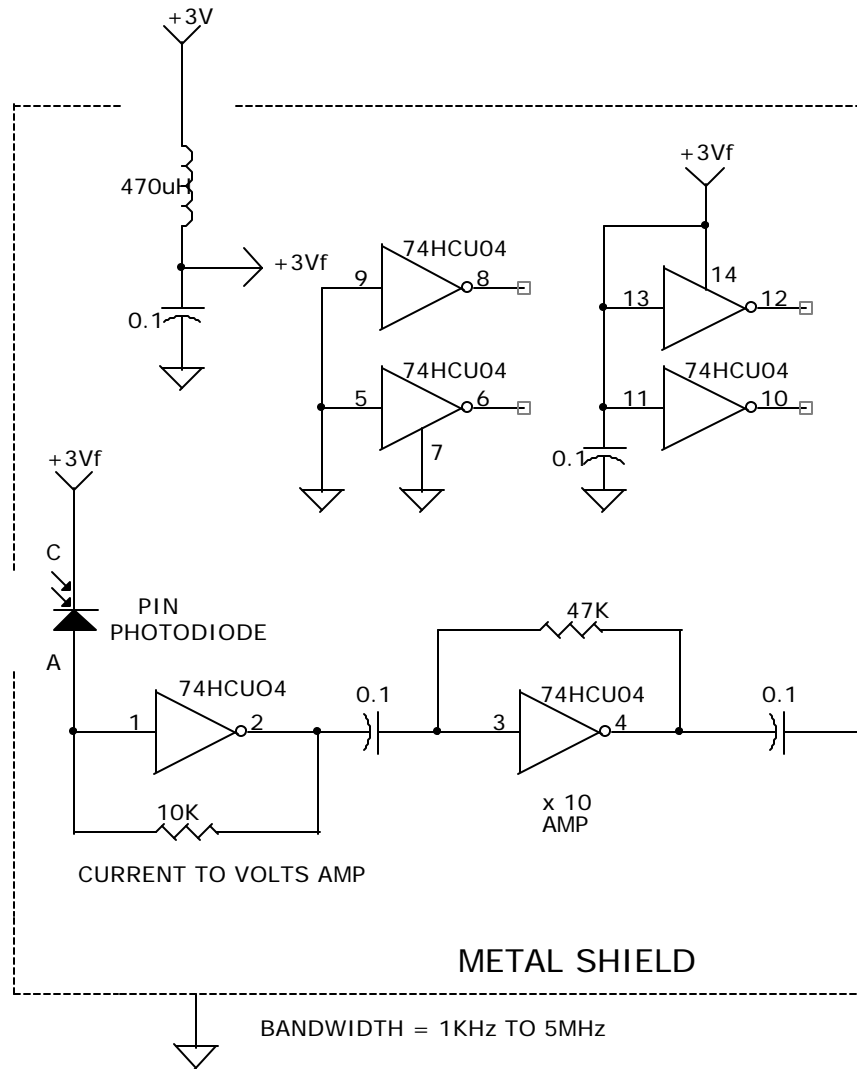 +3V
470uH
+3Vf
0.1
74HCU04
9
8
74HCU04
5
6
7
+3Vf
14
13
12
74HCU04
11
10
0.1
+3Vf
C
PIN
PHOTODIODE
A
74HCUO4
1
2
10K
CURRENT TO VOLTS AMP
0.1
47K
74HCU04
3
4
x 10
AMP
0.1
METAL SHIELD
BANDWIDTH = 1KHz TO 5MHz